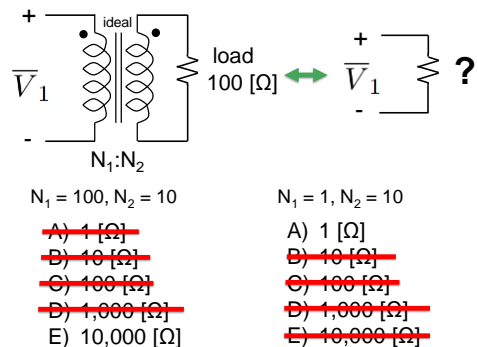 ideal
+ +
load
100 [Ω]
V̅₁ V̅₁ ?
- -
N₁:N₂
N₁ = 100, N₂ = 10
A) 1 [Ω]
B) 10 [Ω]
C) 100 [Ω]
D) 1,000 [Ω]
E) 10,000 [Ω]
N₁ = 1, N₂ = 10
A) 1 [Ω]
B) 10 [Ω]
C) 100 [Ω]
D) 1,000 [Ω]
E) 10,000 [Ω]